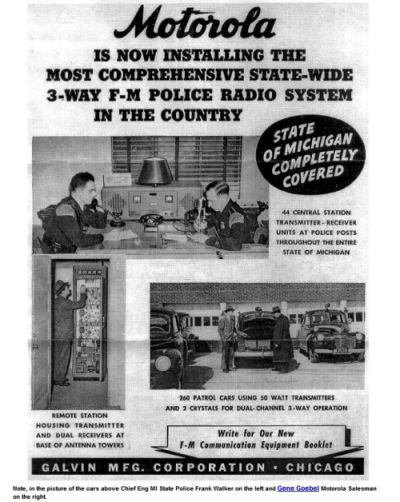 Motorola
IS NOW INSTALLING THE
MOST COMPREHENSIVE STATE-WIDE
3-WAY F-M POLICE RADIO SYSTEM
IN THE COUNTRY
STATE
OF MICHIGAN
COMPLETELY
COVERED
44 CENTRAL STATION
TRANSMITTER-RECEIVER
UNITS AT POLICE POSTS
THROUGHOUT THE ENTIRE
STATE OF MICHIGAN
260 PATROL CARS USING 50 WATT TRANSMITTERS
AND 2 CRYSTALS FOR DUAL-CHANNEL 3-WAY OPERATION
REMOTE STATION
HOUSING TRANSMITTER
AND DUAL RECEIVERS AT
BASE OF ANTENNA TOWERS
Write for Our New
F-M Communication Equipment Booklet
GALVIN MFG. CORPORATION • CHICAGO
Note, in the picture of the cars above Chief Eng MI State Police Frank Walker on the left and Gene Goebel Motorola Salesman
on the right.